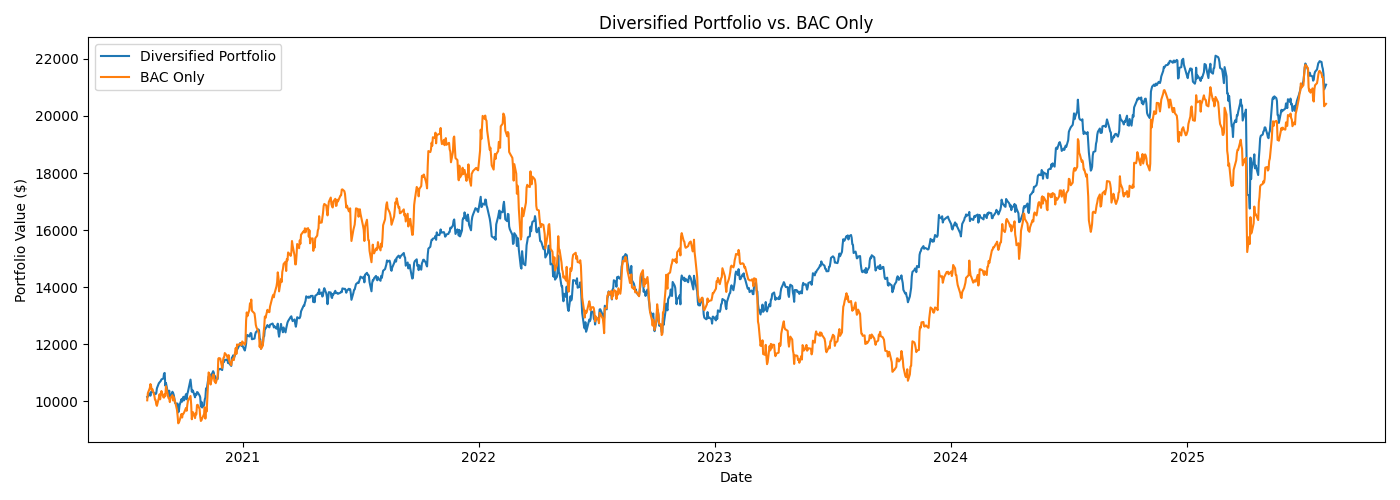 Diversified Portfolio vs. BAC Only
Diversified Portfolio
BAC Only
Portfolio Value ($)
22000
20000
18000
16000
14000
12000
10000
2021
2022
2023
2024
2025
Date